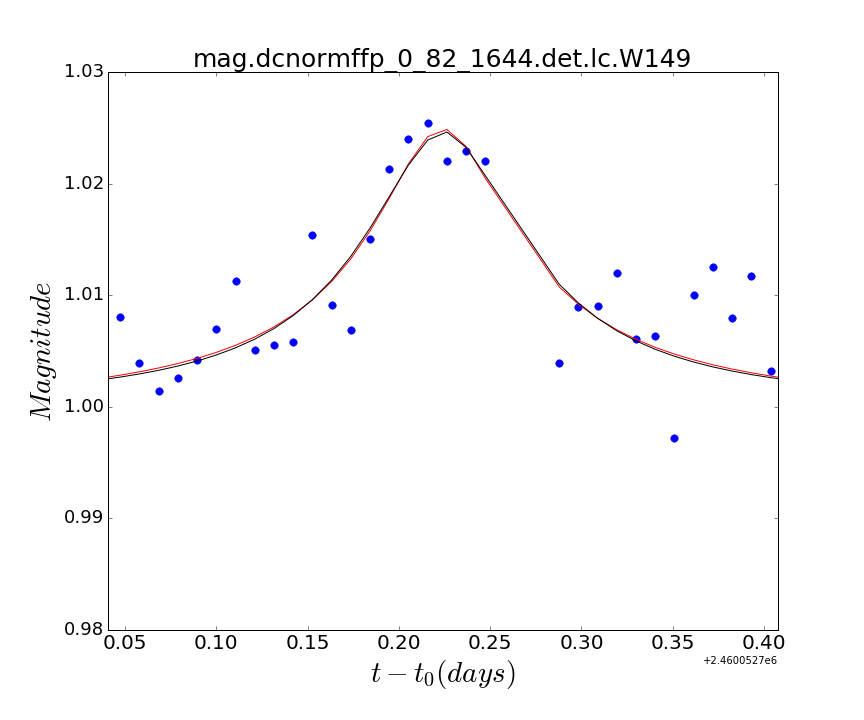 mag.dcnormffp_0_82_1644.det.lc.W149
1.03
1.02
1.01
1.00
0.99
0.98
Magnitude
0.05 0.10 0.15 0.20 0.25 0.30 0.35 0.40
+2.4600527e6
t − t₀(days)